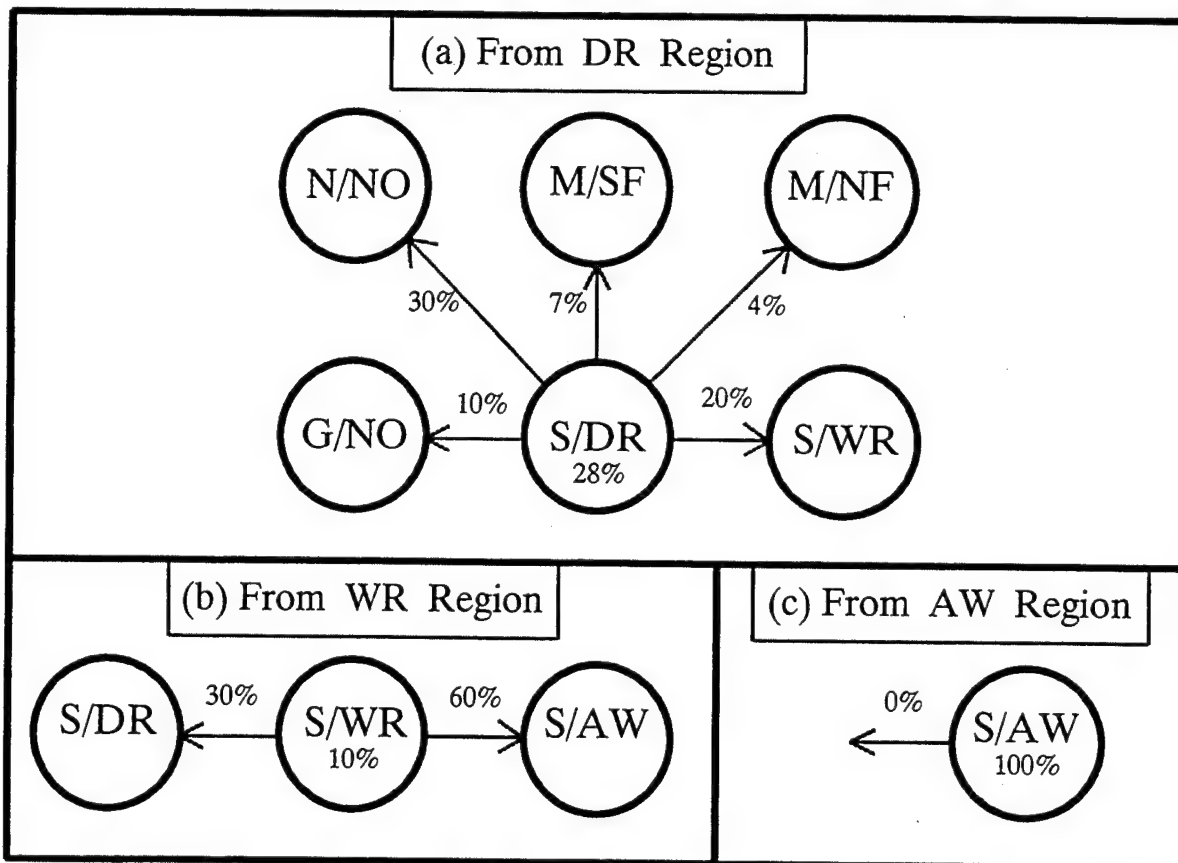 (a) From DR Region
N/NO
M/SF
M/NF
30%
7%
4%
G/NO
10%
S/DR
28%
20%
S/WR
(b) From WR Region
S/DR
30%
S/WR
10%
60%
S/AW
(c) From AW Region
0%
S/AW
100%